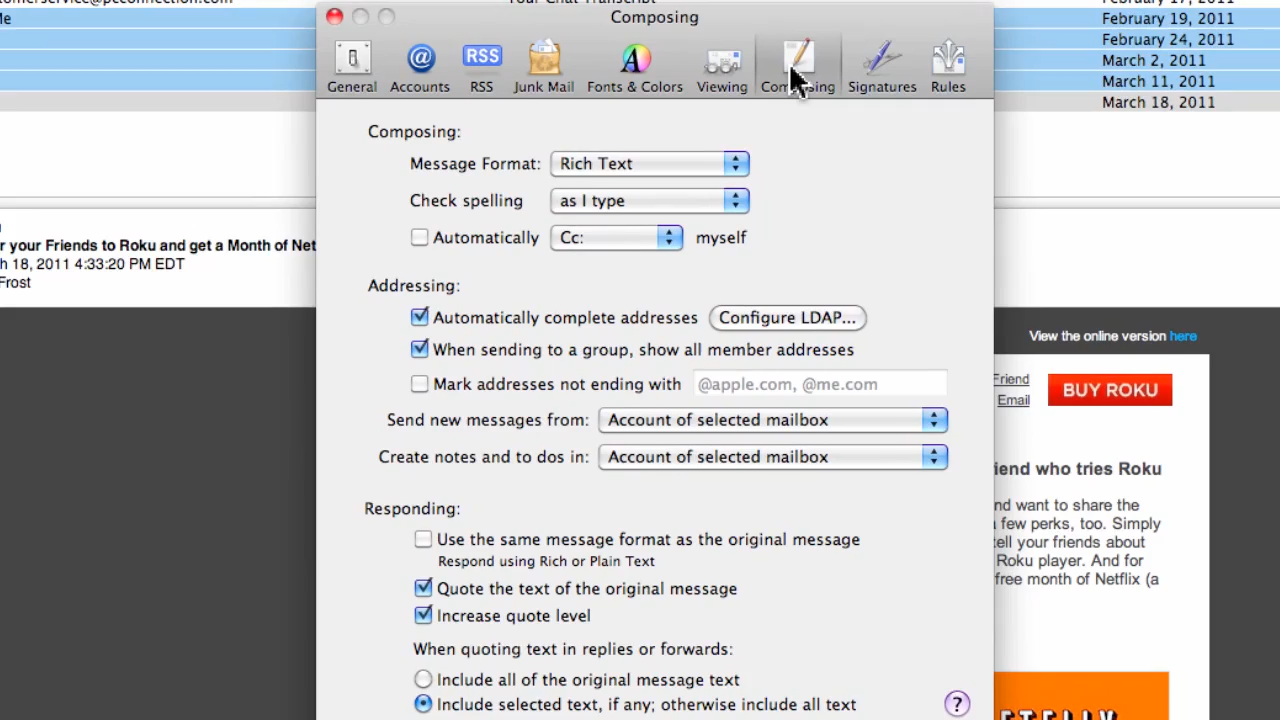 Composing
February 19, 2011
February 24, 2011
March 2, 2011
March 11, 2011
March 18, 2011
General Accounts RSS Junk Mail Fonts & Colors Viewing Composing Signatures Rules
RSS
@
Composing:
Message Format: Rich Text
Check spelling as I type
Automatically Cc: myself
Addressing:
Automatically complete addresses Configure LDAP...
When sending to a group, show all member addresses
Mark addresses not ending with @apple.com, @me.com
Send new messages from: Account of selected mailbox
Create notes and to dos in: Account of selected mailbox
Responding:
Use the same message format as the original message
Respond using Rich or Plain Text
Quote the text of the original message
Increase quote level
When quoting text in replies or forwards:
Include all of the original message text
Include selected text, if any; otherwise include all text
?
r your Friends to Roku and get a Month of Net
h 18, 2011 4:33:20 PM EDT
Frost
View the online version here
Friend
Email
BUY ROKU
iend who tries Roku
nd want to share the
few perks, too. Simply
tell your friends about
Roku player. And for
free month of Netflix (a